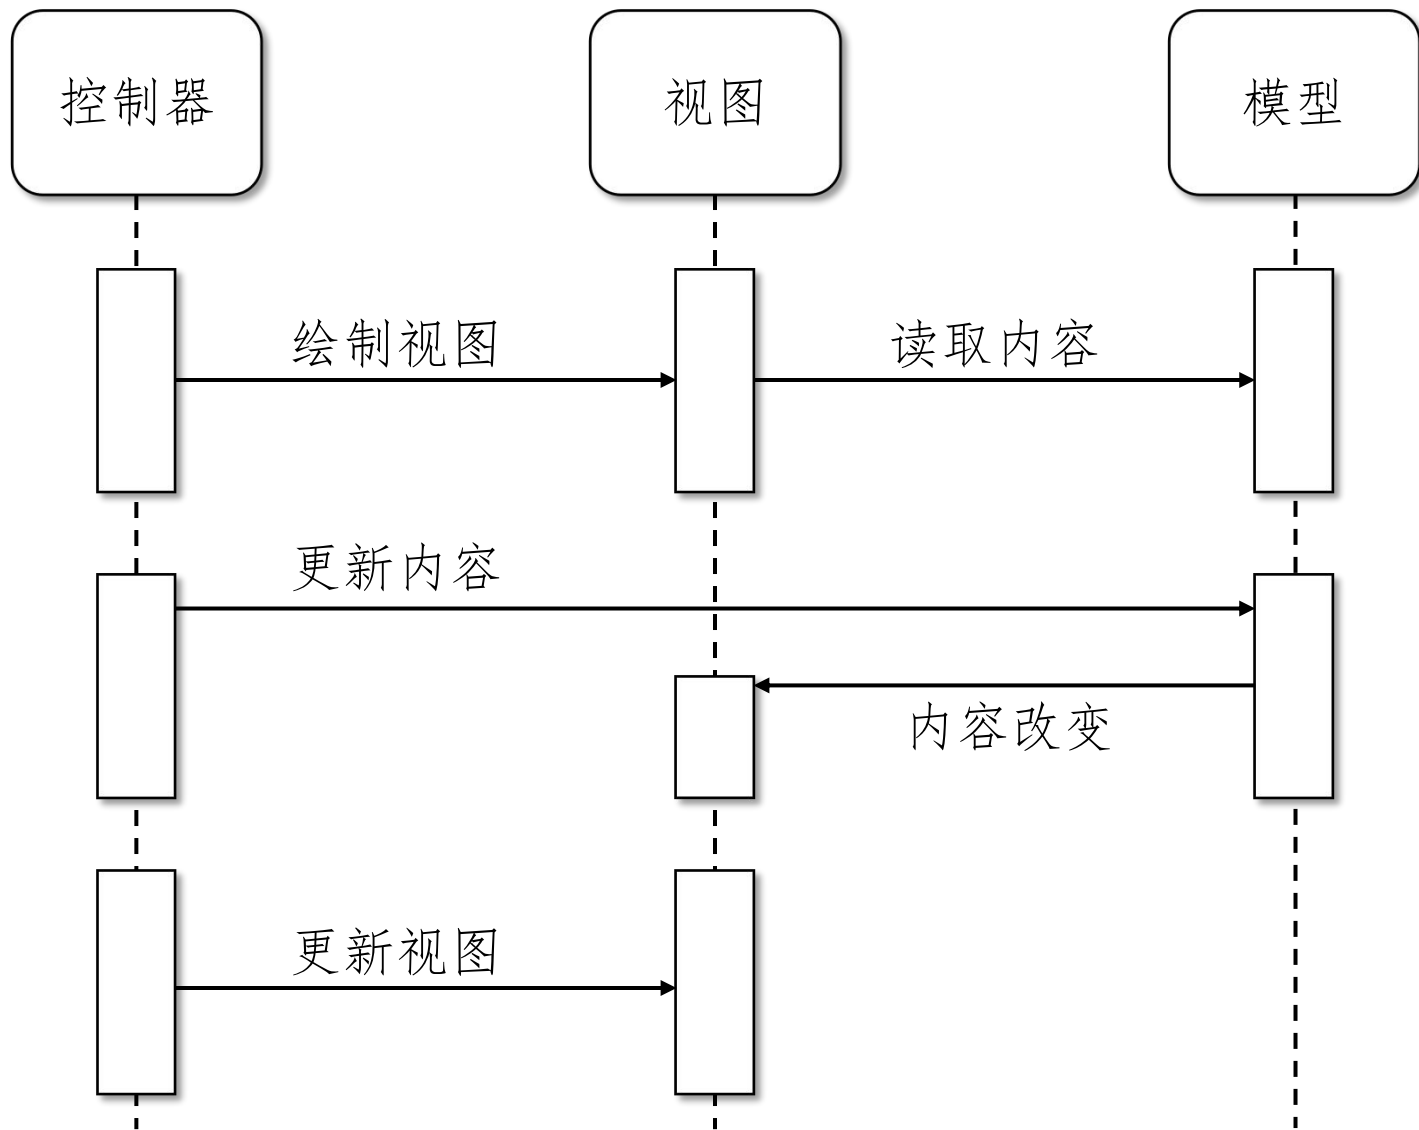 控制器
视图
模型
绘制视图
读取内容
更新内容
内容改变
更新视图